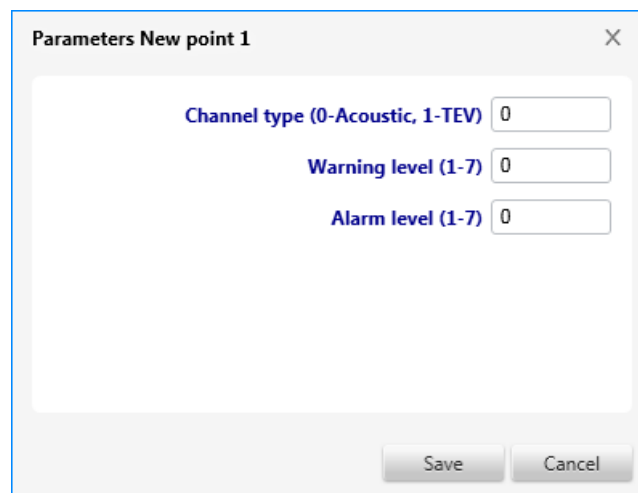 Parameters New point 1
Channel type (0-Acoustic, 1-TEV) 0
Warning level (1-7) 0
Alarm level (1-7) 0
Save Cancel